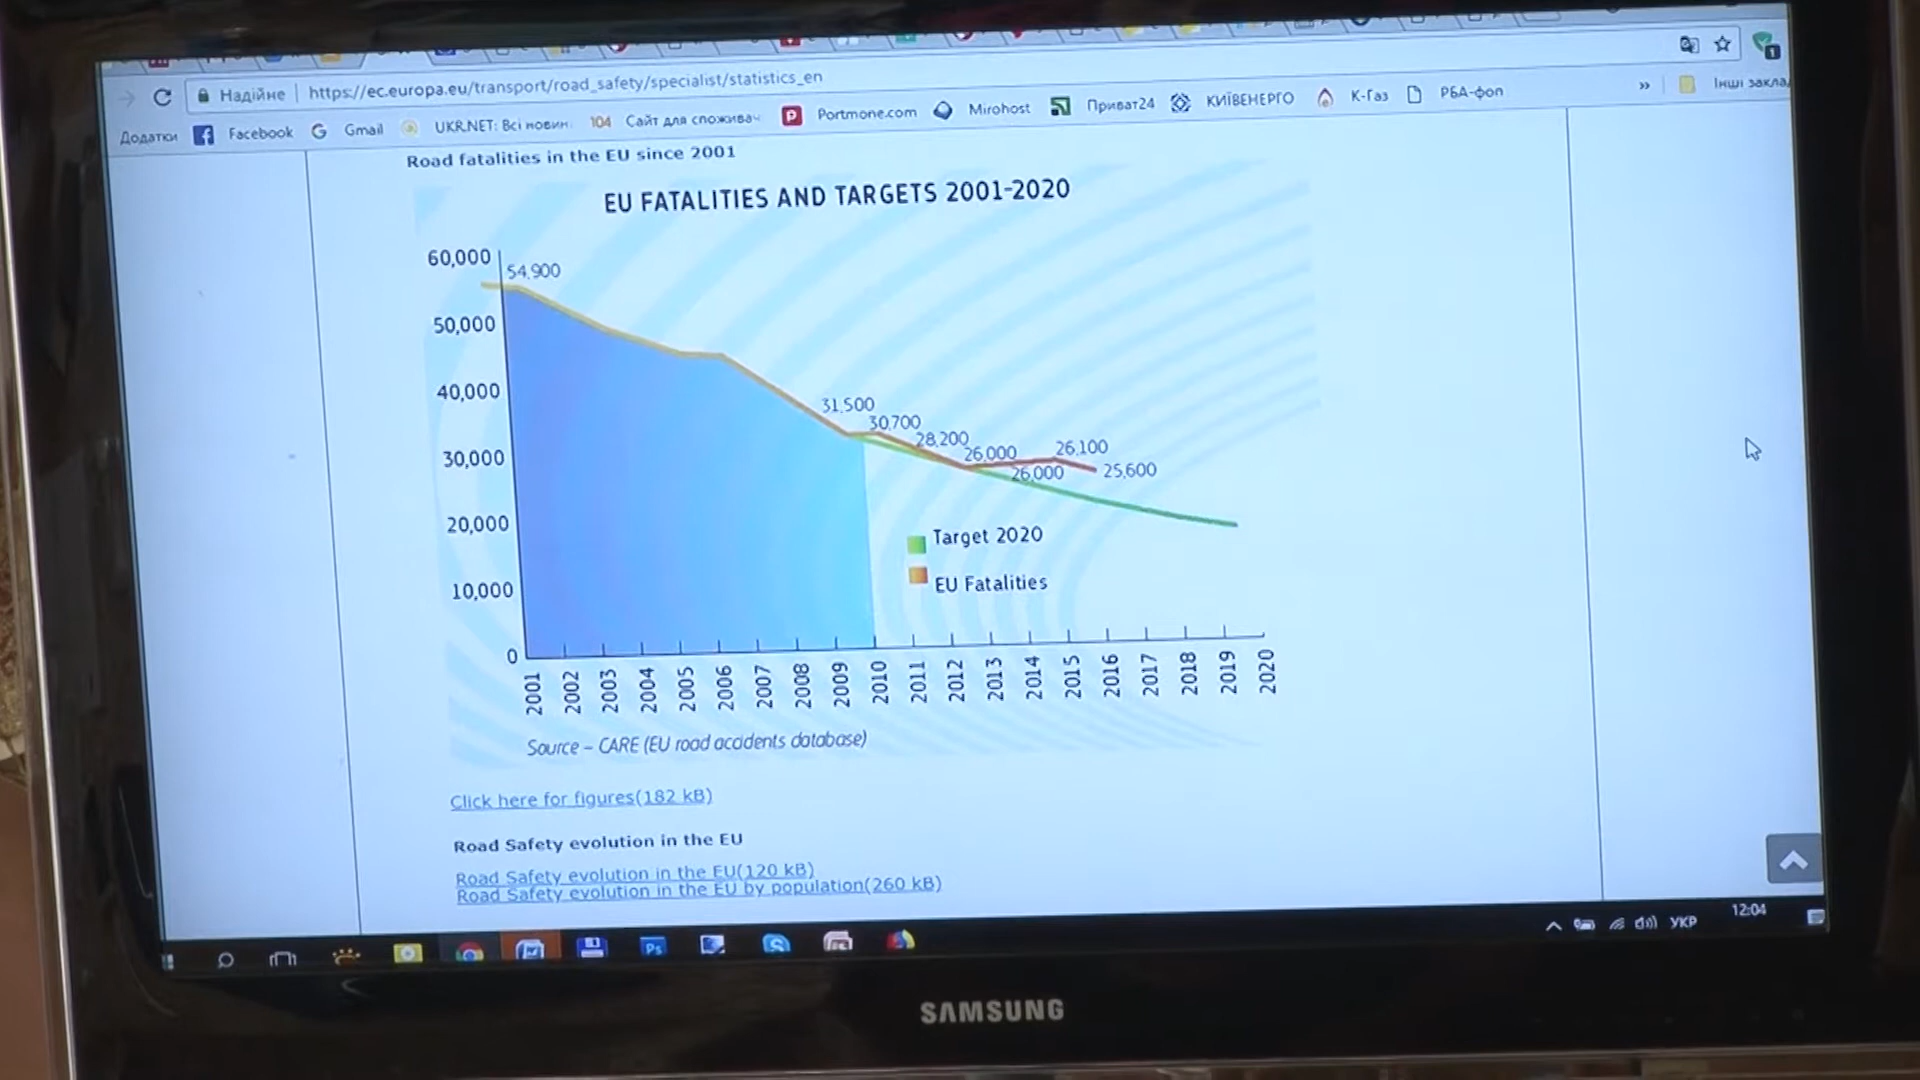 Надійне https://ec.europa.eu/transport/road_safety/specialist/statistics_en
Додатки Facebook Gmail UKR.NET: Всі новин 104 Сайт для споживач Portmone.com Mirohost Приват24 КИЇВЕНЕРГО К-Газ РБА-фоп » Інші закла
Road fatalities in the EU since 2001
EU FATALITIES AND TARGETS 2001-2020
60,000
54,900
50,000
40,000
31,500
30,700
28,200
26,000
26,100
30,000
26,000
25,600
20,000
Target 2020
EU Fatalities
10,000
0
2001 2002 2003 2004 2005 2006 2007 2008 2009 2010 2011 2012 2013 2014 2015 2016 2017 2018 2019 2020
Source – CARE (EU road accidents database)
Click here for figures(182 kB)
Road Safety evolution in the EU
Road Safety evolution in the EU(120 kB)
Road Safety evolution in the EU by population(260 kB)
Ps
УКР 12:04
SAMSUNG